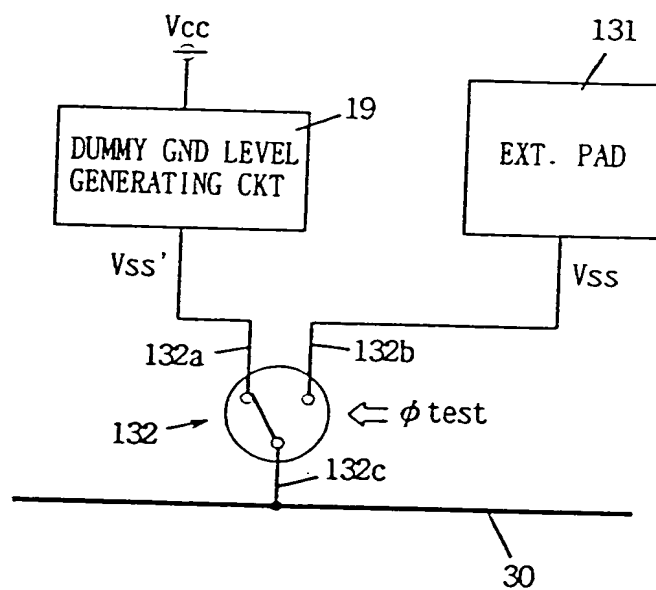 Vcc
131
19
DUMMY GND LEVEL
GENERATING CKT
EXT. PAD
Vss'
Vss
132a
132b
132
⇦ φ test
132c
30